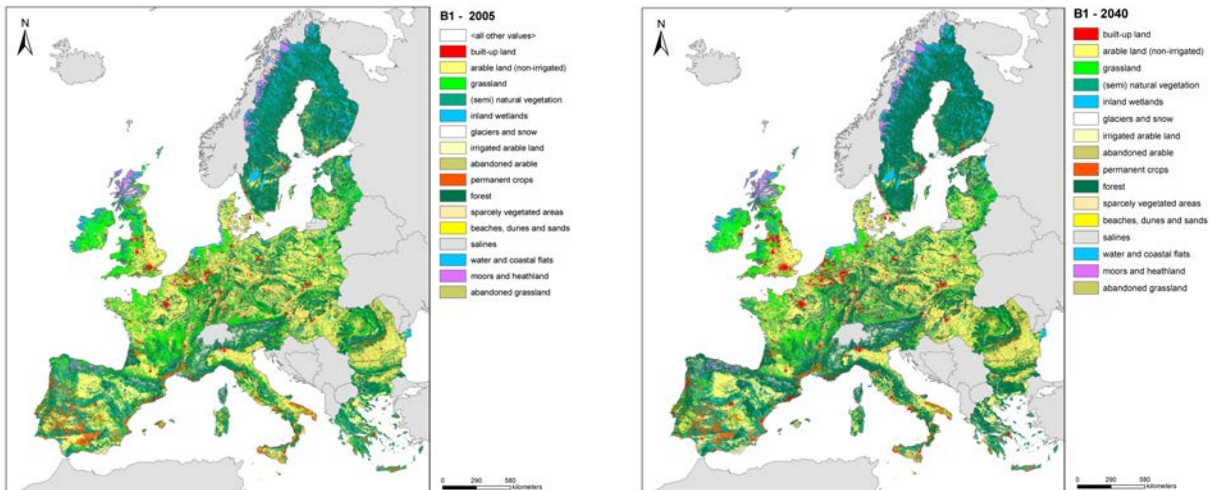 N
B1 - 2005
<all other values>
built-up land
arable land (non-irrigated)
grassland
(semi) natural vegetation
inland wetlands
glaciers and snow
irrigated arable land
abandoned arable
permanent crops
forest
sparcely vegetated areas
beaches, dunes and sands
salines
water and coastal flats
moors and heathland
abandoned grassland
0 290 580
kilometers
N
B1 - 2040
built-up land
arable land (non-irrigated)
grassland
(semi) natural vegetation
inland wetlands
glaciers and snow
irrigated arable land
abandoned arable
permanent crops
forest
sparcely vegetated areas
beaches, dunes and sands
salines
water and coastal flats
moors and heathland
abandoned grassland
0 290 580
kilometers